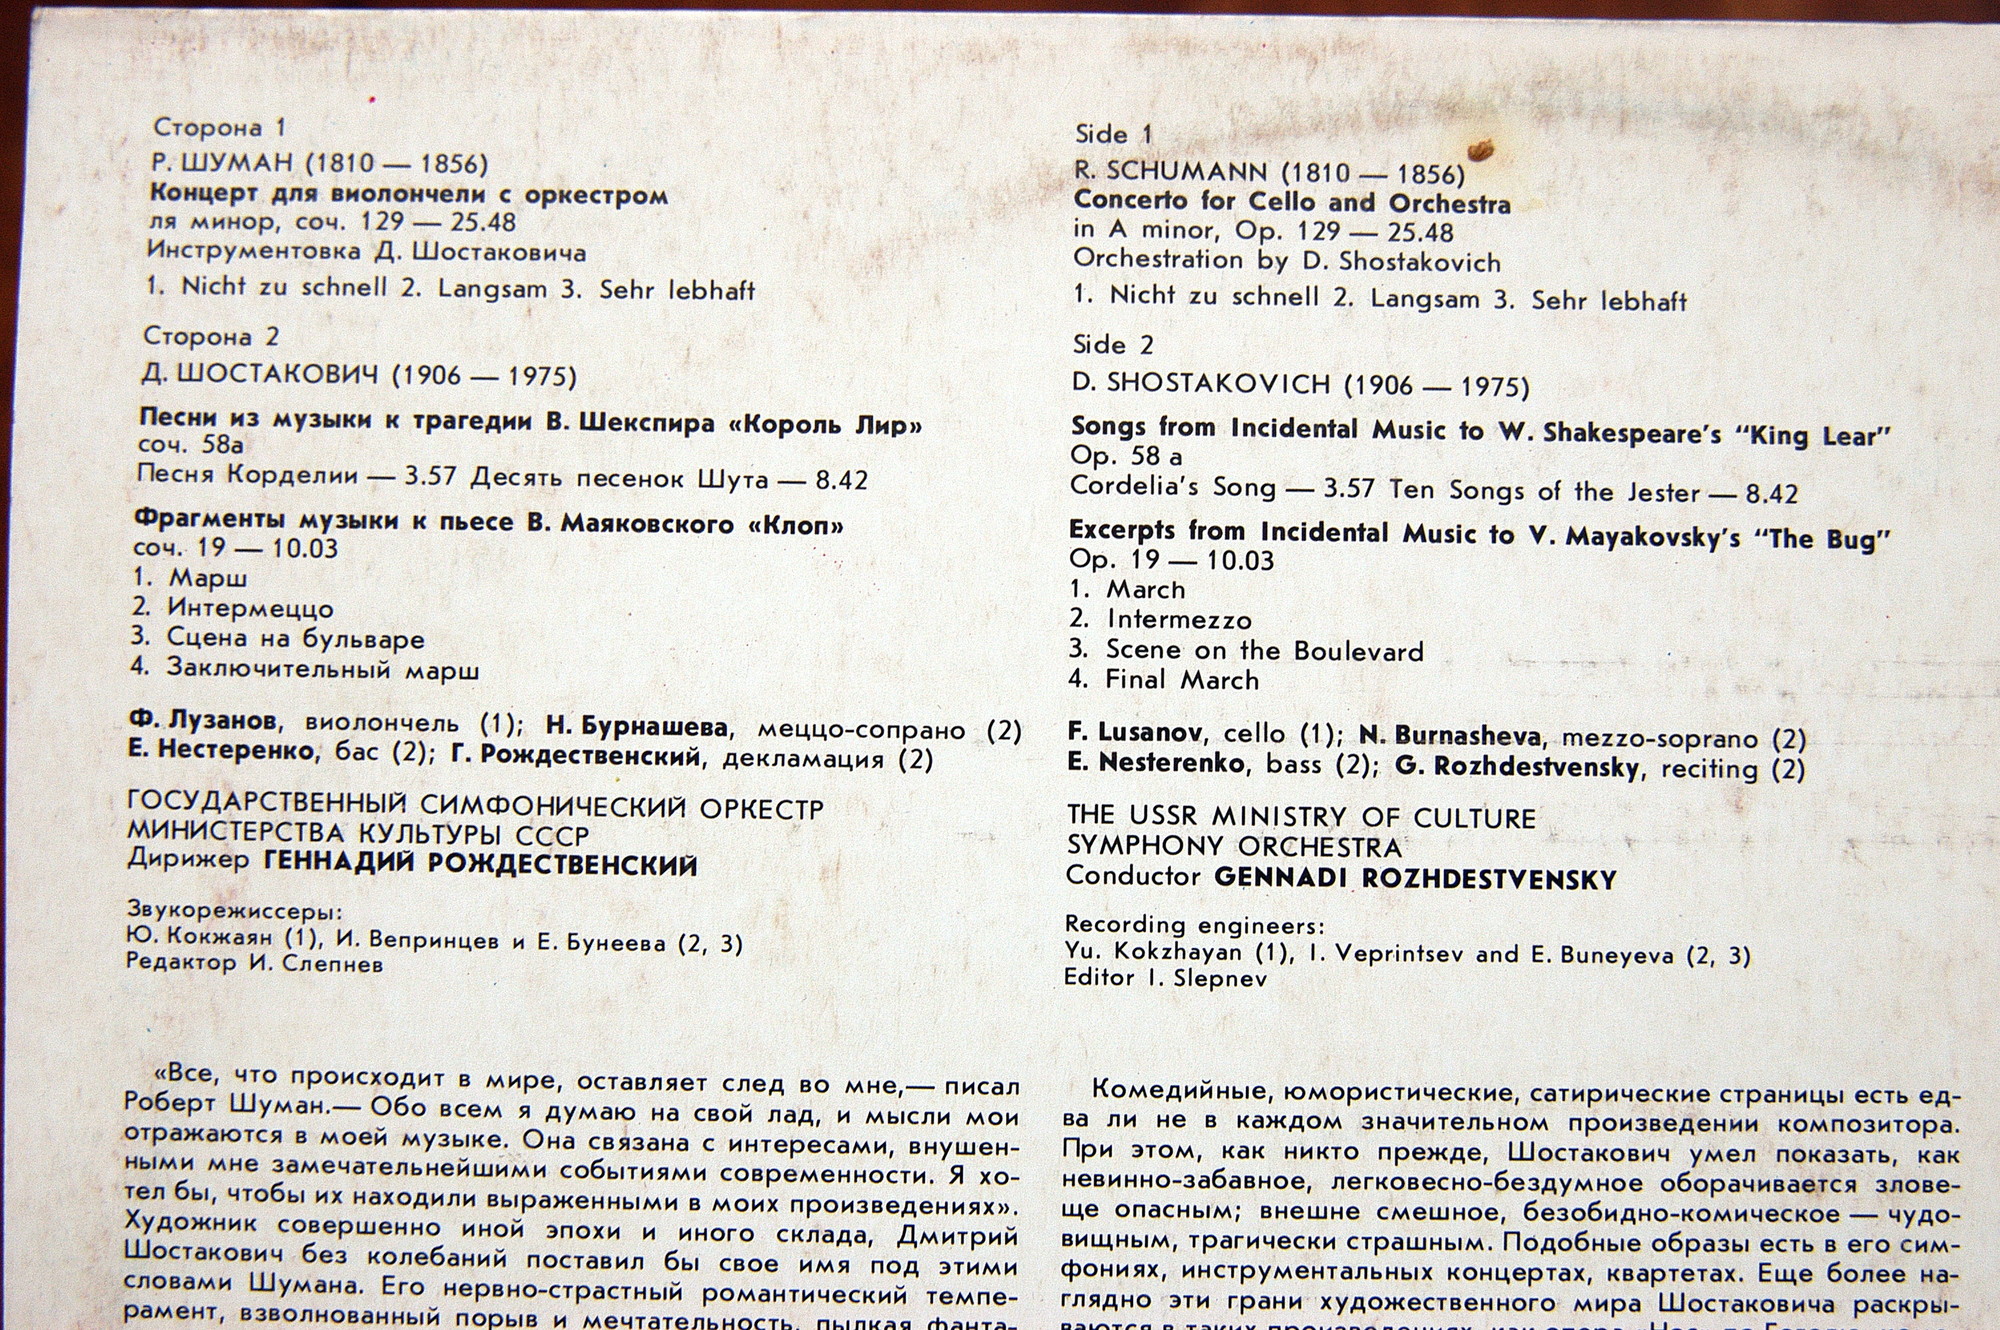 Сторона 1
Р. ШУМАН (1810 — 1856)
Концерт для виолончели с оркестром
ля минор, соч. 129 — 25.48
Инструментовка Д. Шостаковича
1. Nicht zu schnell 2. Langsam 3. Sehr lebhaft
Сторона 2
Д. ШОСТАКОВИЧ (1906 — 1975)
Песни из музыки к трагедии В. Шекспира «Король Лир»
соч. 58а
Песня Корделии — 3.57 Десять песенок Шута — 8.42
Фрагменты музыки к пьесе В. Маяковского «Клоп»
соч. 19 — 10.03
1. Марш
2. Интермеццо
3. Сцена на бульваре
4. Заключительный марш
Ф. Лузанов, виолончель (1); Н. Бурнашева, меццо-сопрано (2)
Е. Нестеренко, бас (2); Г. Рождественский, декламация (2)
ГОСУДАРСТВЕННЫЙ СИМФОНИЧЕСКИЙ ОРКЕСТР
МИНИСТЕРСТВА КУЛЬТУРЫ СССР
Дирижер ГЕННАДИЙ РОЖДЕСТВЕНСКИЙ
Звукорежиссеры:
Ю. Кокжаян (1), И. Вепринцев и Е. Бунеева (2, 3)
Редактор И. Слепнев
«Все, что происходит в мире, оставляет след во мне,— писал
Роберт Шуман.— Обо всем я думаю на свой лад, и мысли мои
отражаются в моей музыке. Она связана с интересами, внушен-
ными мне замечательнейшими событиями современности. Я хо-
тел бы, чтобы их находили выраженными в моих произведениях».
Художник совершенно иной эпохи и иного склада, Дмитрий
Шостакович без колебаний поставил бы свое имя под этими
словами Шумана. Его нервно-страстный романтический темпе-
рамент, взволнованный порыв и мечтательность, пылкая фанта-
Side 1
R. SCHUMANN (1810 — 1856)
Concerto for Cello and Orchestra
in A minor, Op. 129 — 25.48
Orchestration by D. Shostakovich
1. Nicht zu schnell 2. Langsam 3. Sehr lebhaft
Side 2
D. SHOSTAKOVICH (1906 — 1975)
Songs from Incidental Music to W. Shakespeare's “King Lear”
Op. 58 a
Cordelia's Song — 3.57 Ten Songs of the Jester — 8.42
Excerpts from Incidental Music to V. Mayakovsky's “The Bug”
Op. 19 — 10.03
1. March
2. Intermezzo
3. Scene on the Boulevard
4. Final March
F. Lusanov, cello (1); N. Burnasheva, mezzo-soprano (2)
E. Nesterenko, bass (2); G. Rozhdestvensky, reciting (2)
THE USSR MINISTRY OF CULTURE
SYMPHONY ORCHESTRA
Conductor GENNADI ROZHDESTVENSKY
Recording engineers:
Yu. Kokzhayan (1), I. Veprintsev and E. Buneyeva (2, 3)
Editor I. Slepnev
Комедийные, юмористические, сатирические страницы есть ед-
ва ли не в каждом значительном произведении композитора.
При этом, как никто прежде, Шостакович умел показать, как
невинно-забавное, легковесно-бездумное оборачивается злове-
ще опасным; внешне смешное, безобидно-комическое — чудо-
вищным, трагически страшным. Подобные образы есть в его сим-
фониях, инструментальных концертах, квартетах. Еще более на-
глядно эти грани художественного мира Шостаковича раскры-
ваются в таких произведениях, как опера